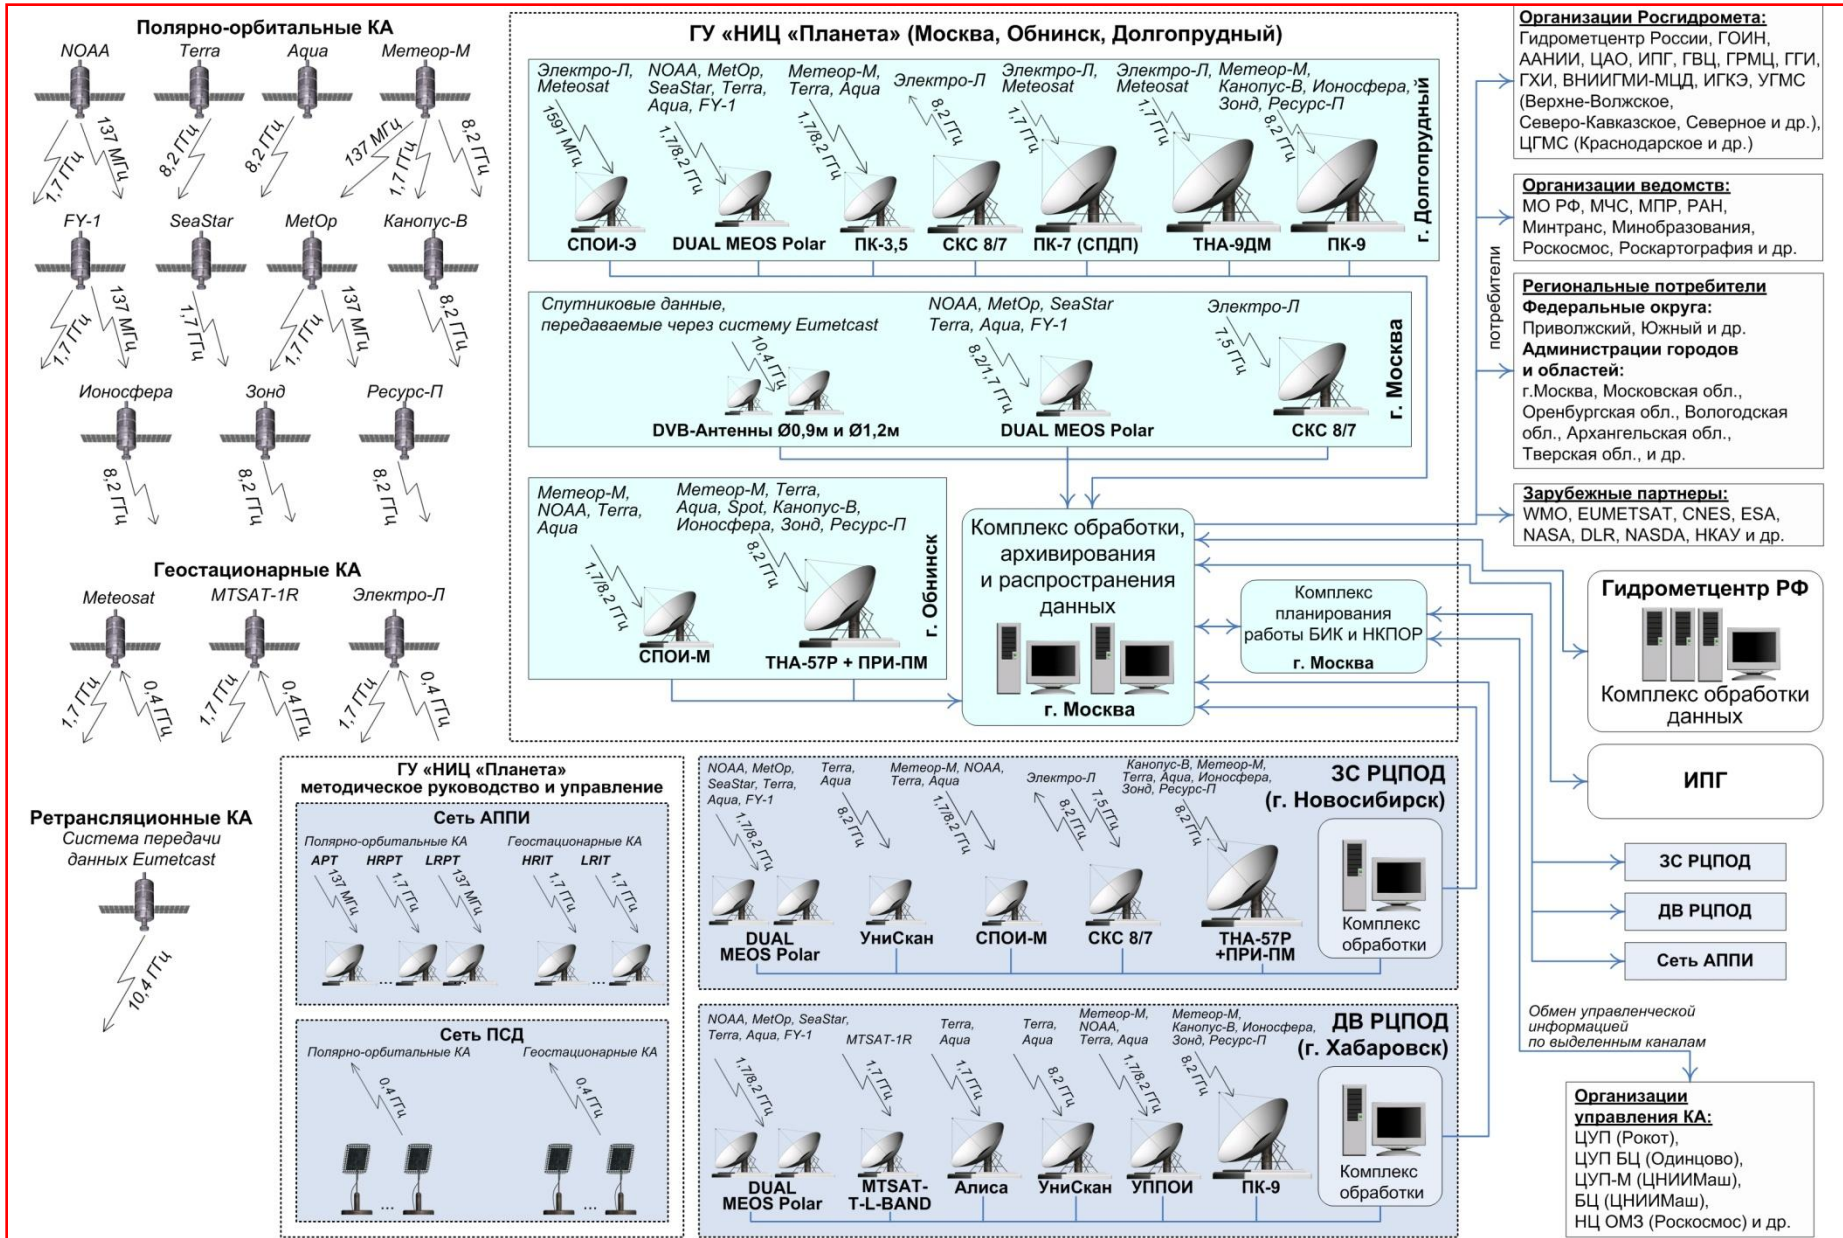 Полярно-орбитальные КА
NOAA
Terra
Aqua
Метеор-М
1,7 ГГц
137 МГц
8,2 ГГц
8,2 ГГц
137 МГц
1,7 ГГц
8,2 ГГц
FY-1
SeaStar
MetOp
Канопус-В
1,7 ГГц
137 МГц
1,7 ГГц
1,7 ГГц
137 МГц
8,2 ГГц
Ионосфера
Зонд
Ресурс-П
8,2 ГГц
8,2 ГГц
8,2 ГГц
Геостационарные КА
Meteosat
MTSAT-1R
Электро-Л
1,7 ГГц
0,4 ГГц
1,7 ГГц
0,4 ГГц
1,7 ГГц
0,4 ГГц
Ретрансляционные КА
Система передачи
данных Eumetcast
10,4 ГГц
ГУ «НИЦ «Планета» (Москва, Обнинск, Долгопрудный)
Электро-Л,
Meteosat
1591 МГц
СПОИ-Э
NOAA, MetOp,
SeaStar, Terra,
Aqua, FY-1
1,7/8,2 ГГц
DUAL MEOS Polar
Метеор-М,
Terra, Aqua
1,7/8,2 ГГц
ПК-3,5
Электро-Л
8,2 ГГц
СКС 8/7
Электро-Л,
Meteosat
1,7 ГГц
ПК-7 (СПДП)
Электро-Л,
Meteosat
1,7 ГГц
ТНА-9ДМ
Метеор-М,
Канопус-В, Ионосфера,
Зонд, Ресурс-П
8,2 ГГц
ПК-9
г. Долгопрудный
Спутниковые данные,
передаваемые через систему Eumetcast
10,4 ГГц
DVB-Антенны Ø0,9м и Ø1,2м
NOAA, MetOp, SeaStar
Terra, Aqua, FY-1
8,2/1,7 ГГц
DUAL MEOS Polar
Электро-Л
7,5 ГГц
СКС 8/7
г. Москва
Метеор-М,
NOAA, Terra,
Aqua
1,7/8,2 ГГц
СПОИ-М
Метеор-М, Terra,
Aqua, Spot, Канопус-В,
Ионосфера, Зонд, Ресурс-П
8,2 ГГц
ТНА-57Р + ПРИ-ПМ
г. Обнинск
Комплекс обработки,
архивирования
и распространения
данных
г. Москва
Комплекс
планирования
работы БИК и НКПОР
г. Москва
ГУ «НИЦ «Планета»
методическое руководство и управление
Сеть АППИ
Полярно-орбитальные КА
Геостационарные КА
APT
HRPT
LRPT
HRIT
LRIT
137 МГц
1,7 ГГц
137 МГц
1,7 ГГц
1,7 ГГц
...
...
...
Сеть ПСД
Полярно-орбитальные КА
Геостационарные КА
0,4 ГГц
0,4 ГГц
...
...
ЗС РЦПОД
(г. Новосибирск)
NOAA, MetOp,
SeaStar, Terra,
Aqua, FY-1
1,7/8,2 ГГц
DUAL
MEOS Polar
Terra,
Aqua
8,2 ГГц
УниСкан
Метеор-М, NOAA,
Terra, Aqua
1,7/8,2 ГГц
СПОИ-М
Электро-Л
8,2 ГГц
7,5 ГГц
СКС 8/7
Канопус-В, Метеор-М,
Terra, Aqua, Ионосфера,
Зонд, Ресурс-П
8,2 ГГц
ТНА-57Р
+ПРИ-ПМ
Комплекс
обработки
ДВ РЦПОД
(г. Хабаровск)
NOAA, MetOp, SeaStar,
Terra, Aqua, FY-1
1,7/8,2 ГГц
DUAL
MEOS Polar
MTSAT-1R
1,7 ГГц
MTSAT-
T-L-BAND
Terra,
Aqua
1,7 ГГц
Алиса
Terra,
Aqua
8,2 ГГц
УниСкан
Метеор-М,
NOAA,
Terra, Aqua
1,7/8,2 ГГц
УППОИ
Метеор-М,
Канопус-В, Ионосфера,
Зонд, Ресурс-П
8,2 ГГц
ПК-9
Комплекс
обработки
потребители
Организации Росгидромета:
Гидрометцентр России, ГОИН,
ААНИИ, ЦАО, ИПГ, ГВЦ, ГРМЦ, ГГИ,
ГХИ, ВНИИГМИ-МЦД, ИГКЭ, УГМС
(Верхне-Волжское,
Северо-Кавказское, Северное и др.),
ЦГМС (Краснодарское и др.)
Организации ведомств:
МО РФ, МЧС, МПР, РАН,
Минтранс, Минобразования,
Роскосмос, Роскартография и др.
Региональные потребители
Федеральные округа:
Приволжский, Южный и др.
Администрации городов
и областей:
г.Москва, Московская обл.,
Оренбургская обл., Вологодская
обл., Архангельская обл.,
Тверская обл., и др.
Зарубежные партнеры:
WMO, EUMETSAT, CNES, ESA,
NASA, DLR, NASDA, НКАУ и др.
Гидрометцентр РФ
Комплекс обработки
данных
ИПГ
ЗС РЦПОД
ДВ РЦПОД
Сеть АППИ
Обмен управленческой
информацией
по выделенным каналам
Организации
управления КА:
ЦУП (Рокот),
ЦУП БЦ (Одинцово),
ЦУП-М (ЦНИИМаш),
БЦ (ЦНИИМаш),
НЦ ОМЗ (Роскосмос) и др.